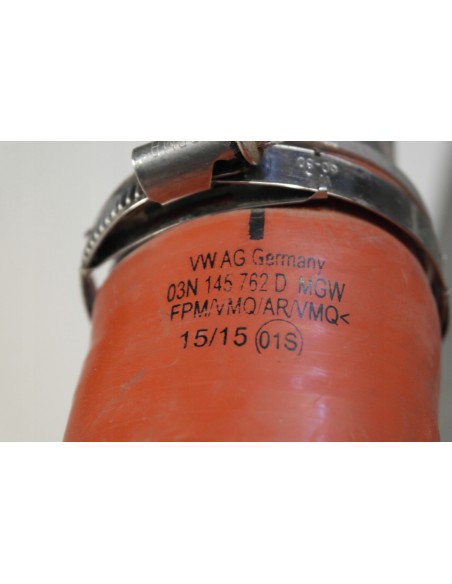 VW AG Germany
03N 145 762 D MGW
>FPM/VMQ/AR/VMQ<
15/15 01S